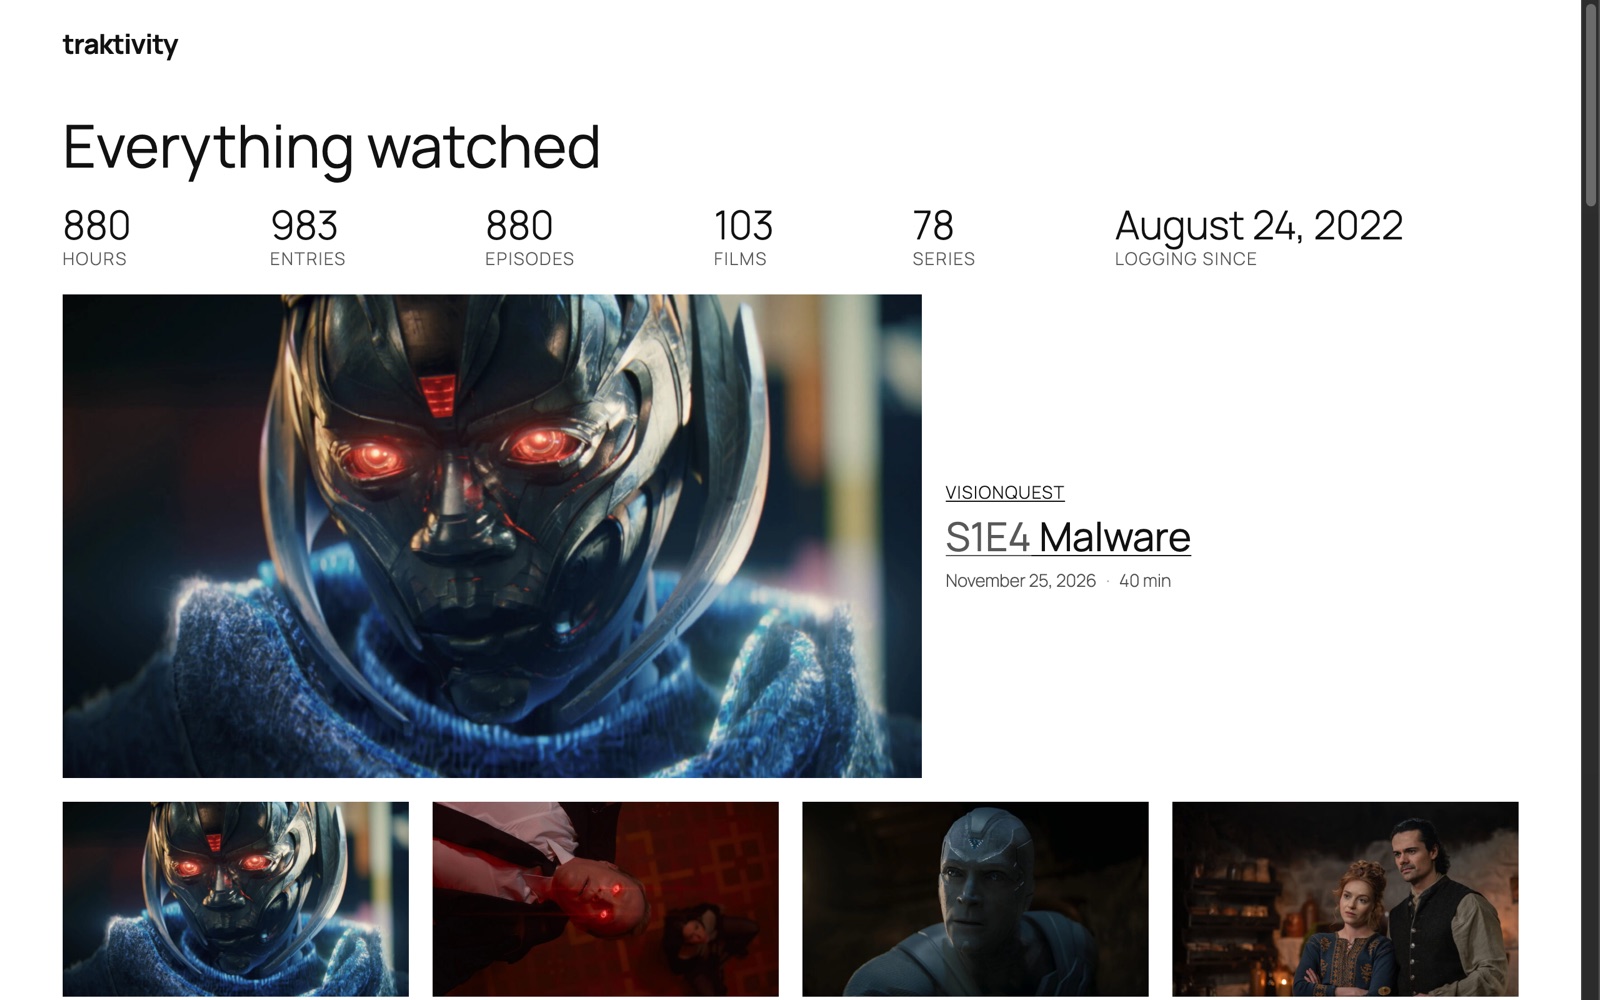 traktivity
Everything watched
880 983 880 103 78 August 24, 2022
HOURS ENTRIES EPISODES FILMS SERIES LOGGING SINCE
VISIONQUEST
S1E4 Malware
November 25, 2026 · 40 min